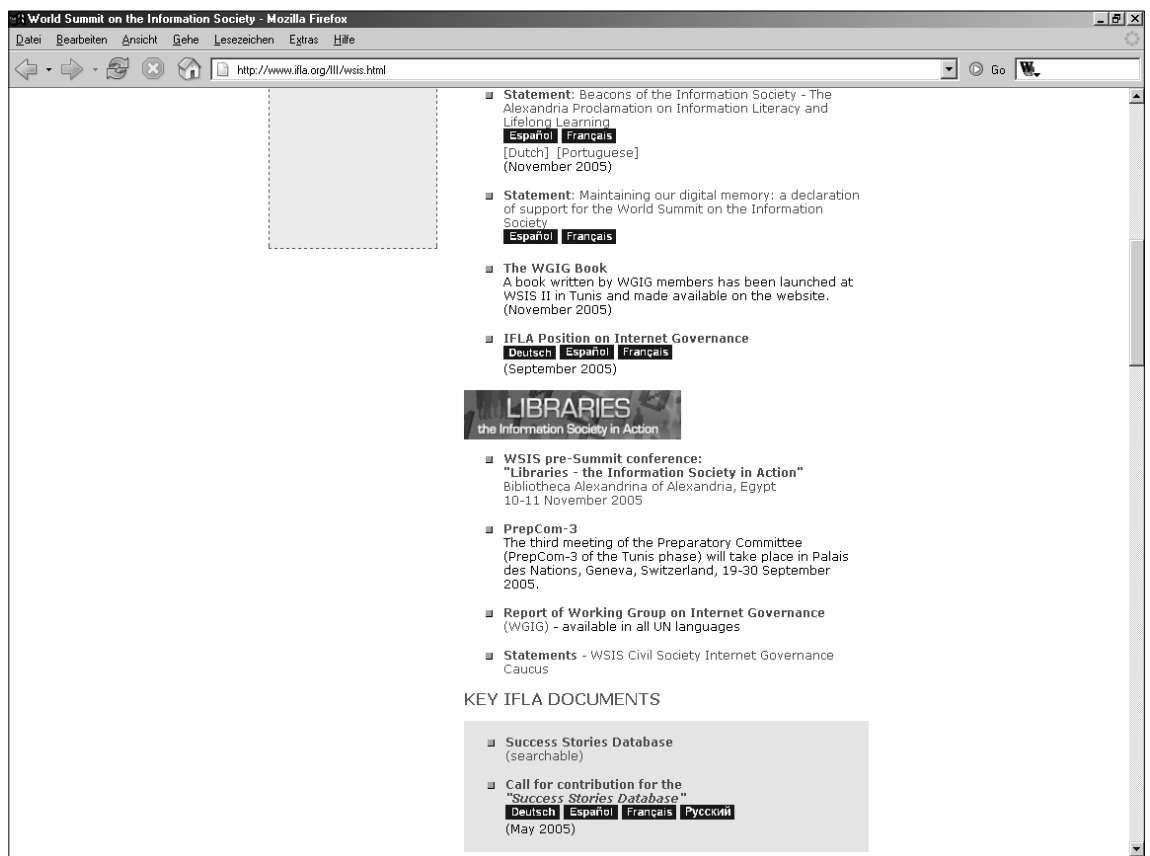 World Summit on the Information Society - Mozilla Firefox
Datei Bearbeiten Ansicht Gehe Lesezeichen Extras Hilfe
http://www.ifla.org/III/wsis.html Go W.
Statement: Beacons of the Information Society - The
Alexandria Proclamation on Information Literacy and
Lifelong Learning
Español Français
[Dutch] [Portuguese]
(November 2005)
Statement: Maintaining our digital memory: a declaration
of support for the World Summit on the Information
Society
Español Français
The WGIG Book
A book written by WGIG members has been launched at
WSIS II in Tunis and made available on the website.
(November 2005)
IFLA Position on Internet Governance
Deutsch Español Français
(September 2005)
LIBRARIES
the Information Society in Action
WSIS pre-Summit conference:
"Libraries - the Information Society in Action"
Bibliotheca Alexandrina of Alexandria, Egypt
10-11 November 2005
PrepCom-3
The third meeting of the Preparatory Committee
(PrepCom-3 of the Tunis phase) will take place in Palais
des Nations, Geneva, Switzerland, 19-30 September
2005.
Report of Working Group on Internet Governance
(WGIG) - available in all UN languages
Statements - WSIS Civil Society Internet Governance
Caucus
KEY IFLA DOCUMENTS
Success Stories Database
(searchable)
Call for contribution for the
"Success Stories Database"
Deutsch Español Français Русский
(May 2005)